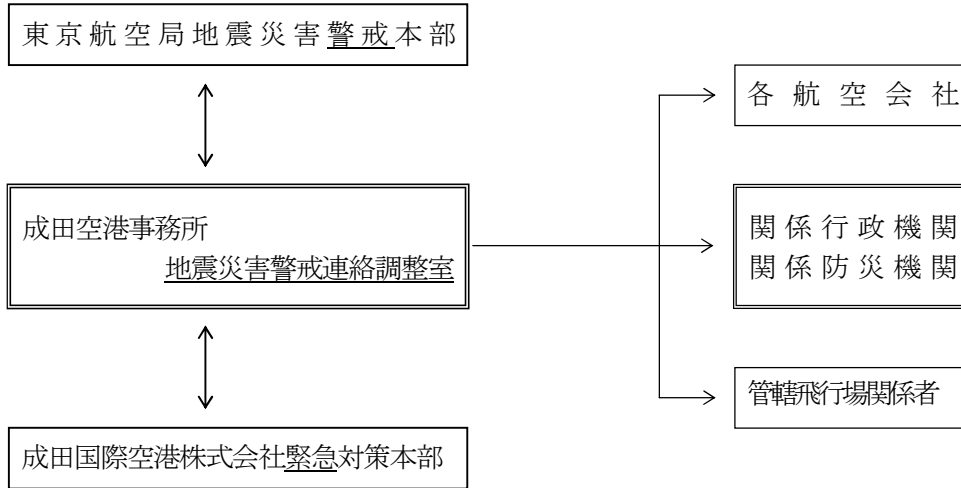 東京航空局地震災害警戒本部
各航空会社
成田空港事務所
地震災害警戒連絡調整室
関係行政機関
関係防災機関
管轄飛行場関係者
成田国際空港株式会社緊急対策本部